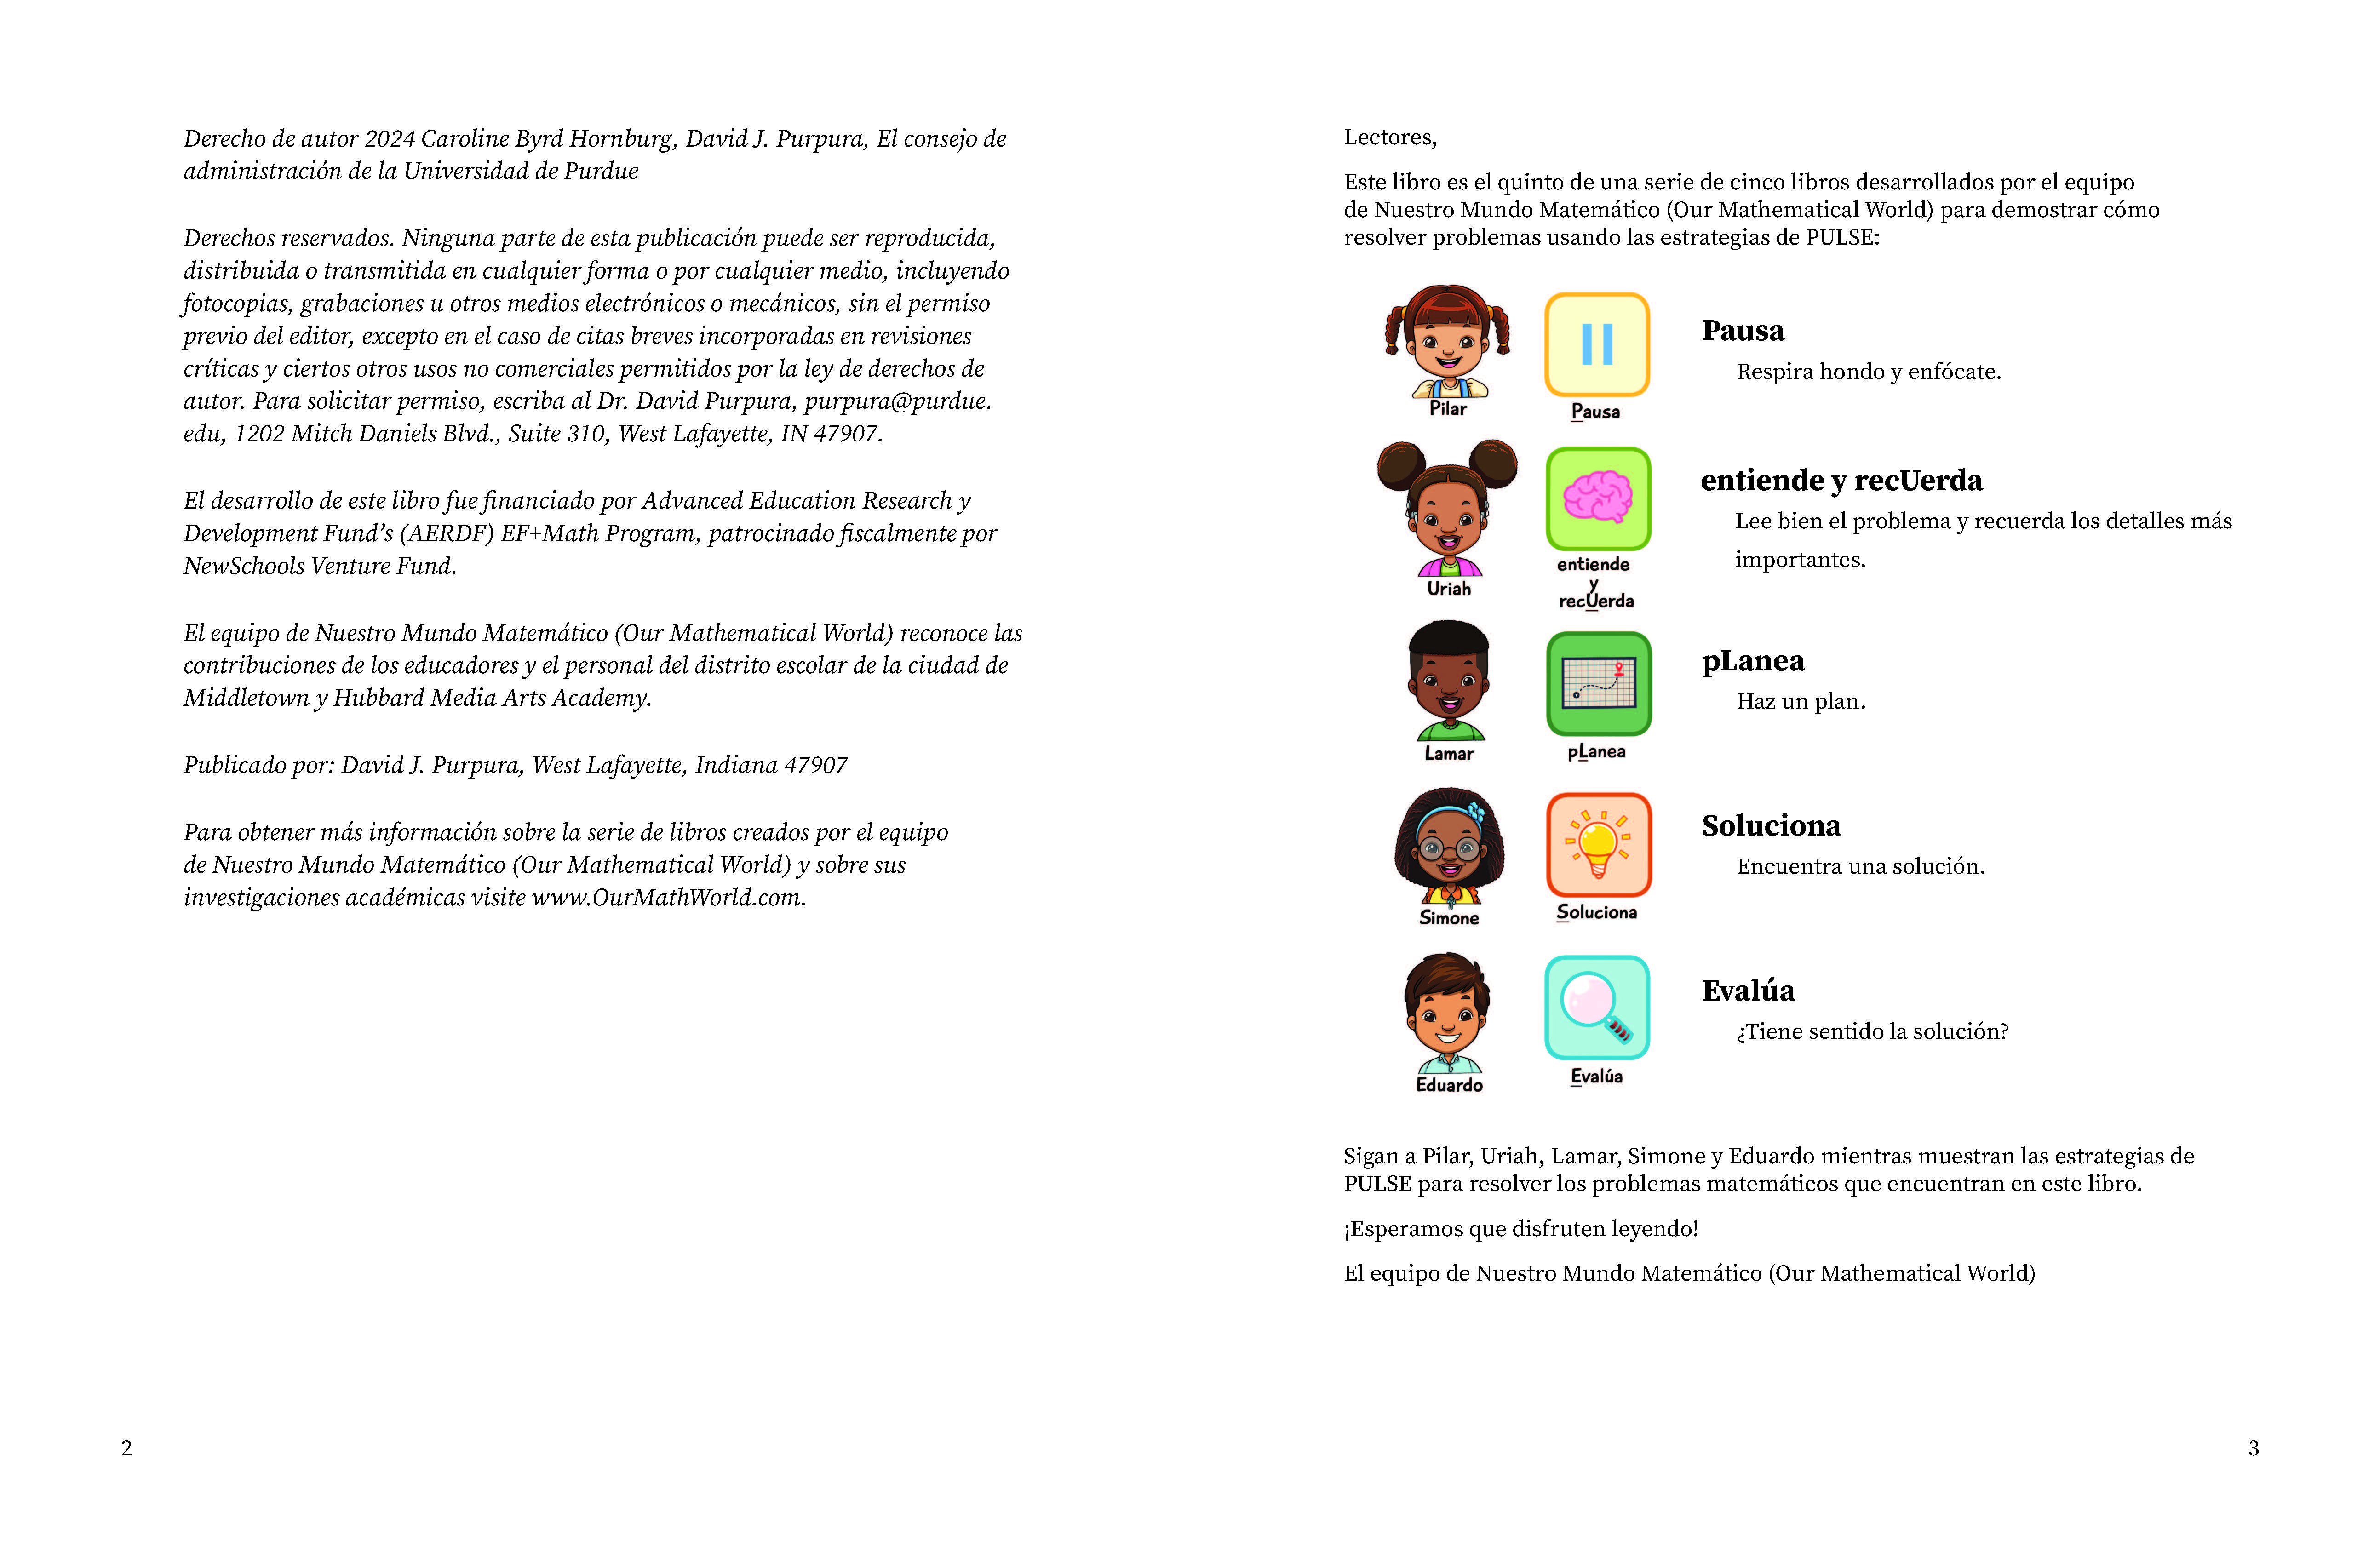 Derecho de autor 2024 Caroline Byrd Hornburg, David J. Purpura, El consejo de
administración de la Universidad de Purdue
Derechos reservados. Ninguna parte de esta publicación puede ser reproducida,
distribuida o transmitida en cualquier forma o por cualquier medio, incluyendo
fotocopias, grabaciones u otros medios electrónicos o mecánicos, sin el permiso
previo del editor, excepto en el caso de citas breves incorporadas en revisiones
críticas y ciertos otros usos no comerciales permitidos por la ley de derechos de
autor. Para solicitar permiso, escriba al Dr. David Purpura, purpura@purdue.
edu, 1202 Mitch Daniels Blvd., Suite 310, West Lafayette, IN 47907.
El desarrollo de este libro fue financiado por Advanced Education Research y
Development Fund's (AERDF) EF+Math Program, patrocinado fiscalmente por
NewSchools Venture Fund.
El equipo de Nuestro Mundo Matemático (Our Mathematical World) reconoce las
contribuciones de los educadores y el personal del distrito escolar de la ciudad de
Middletown y Hubbard Media Arts Academy.
Publicado por: David J. Purpura, West Lafayette, Indiana 47907
Para obtener más información sobre la serie de libros creados por el equipo
de Nuestro Mundo Matemático (Our Mathematical World) y sobre sus
investigaciones académicas visite www.OurMathWorld.com.
2
Lectores,
Este libro es el quinto de una serie de cinco libros desarrollados por el equipo
de Nuestro Mundo Matemático (Our Mathematical World) para demostrar cómo
resolver problemas usando las estrategias de PULSE:
Pilar
Pausa
Pausa
Respira hondo y enfócate.
Uriah
entiende
y
recUerda
entiende y recUerda
Lee bien el problema y recuerda los detalles más
importantes.
Lamar
pLanea
pLanea
Haz un plan.
Simone
Soluciona
Soluciona
Encuentra una solución.
Eduardo
Evalúa
Evalúa
¿Tiene sentido la solución?
Sigan a Pilar, Uriah, Lamar, Simone y Eduardo mientras muestran las estrategias de
PULSE para resolver los problemas matemáticos que encuentran en este libro.
¡Esperamos que disfruten leyendo!
El equipo de Nuestro Mundo Matemático (Our Mathematical World)
3